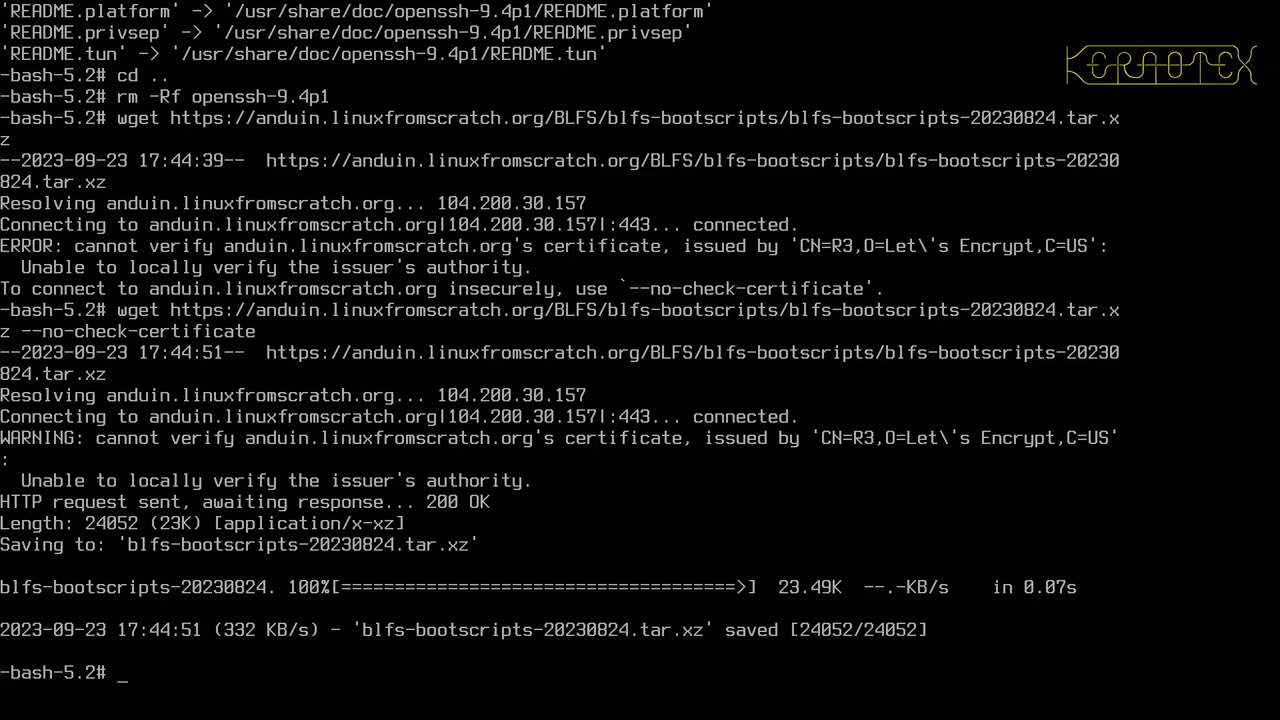 'README.platform' -> '/usr/share/doc/openssh-9.4p1/README.platform'
'README.privsep' -> '/usr/share/doc/openssh-9.4p1/README.privsep'
'README.tun' -> '/usr/share/doc/openssh-9.4p1/README.tun'
-bash-5.2# cd ..
KERNOTEX
-bash-5.2# rm -Rf openssh-9.4p1
-bash-5.2# wget https://anduin.linuxfromscratch.org/BLFS/blfs-bootscripts/blfs-bootscripts-20230824.tar.x
z
--2023-09-23 17:44:39--  https://anduin.linuxfromscratch.org/BLFS/blfs-bootscripts/blfs-bootscripts-20230
824.tar.xz
Resolving anduin.linuxfromscratch.org... 104.200.30.157
Connecting to anduin.linuxfromscratch.org|104.200.30.157|:443... connected.
ERROR: cannot verify anduin.linuxfromscratch.org's certificate, issued by 'CN=R3,O=Let\'s Encrypt,C=US':
  Unable to locally verify the issuer's authority.
To connect to anduin.linuxfromscratch.org insecurely, use `--no-check-certificate'.
-bash-5.2# wget https://anduin.linuxfromscratch.org/BLFS/blfs-bootscripts/blfs-bootscripts-20230824.tar.x
z --no-check-certificate
--2023-09-23 17:44:51--  https://anduin.linuxfromscratch.org/BLFS/blfs-bootscripts/blfs-bootscripts-20230
824.tar.xz
Resolving anduin.linuxfromscratch.org... 104.200.30.157
Connecting to anduin.linuxfromscratch.org|104.200.30.157|:443... connected.
WARNING: cannot verify anduin.linuxfromscratch.org's certificate, issued by 'CN=R3,O=Let\'s Encrypt,C=US'
:
  Unable to locally verify the issuer's authority.
HTTP request sent, awaiting response... 200 OK
Length: 24052 (23K) [application/x-xz]
Saving to: 'blfs-bootscripts-20230824.tar.xz'
blfs-bootscripts-20230824. 100%[=====================================>]  23.49K  --.-KB/s    in 0.07s
2023-09-23 17:44:51 (332 KB/s) - 'blfs-bootscripts-20230824.tar.xz' saved [24052/24052]
-bash-5.2# _